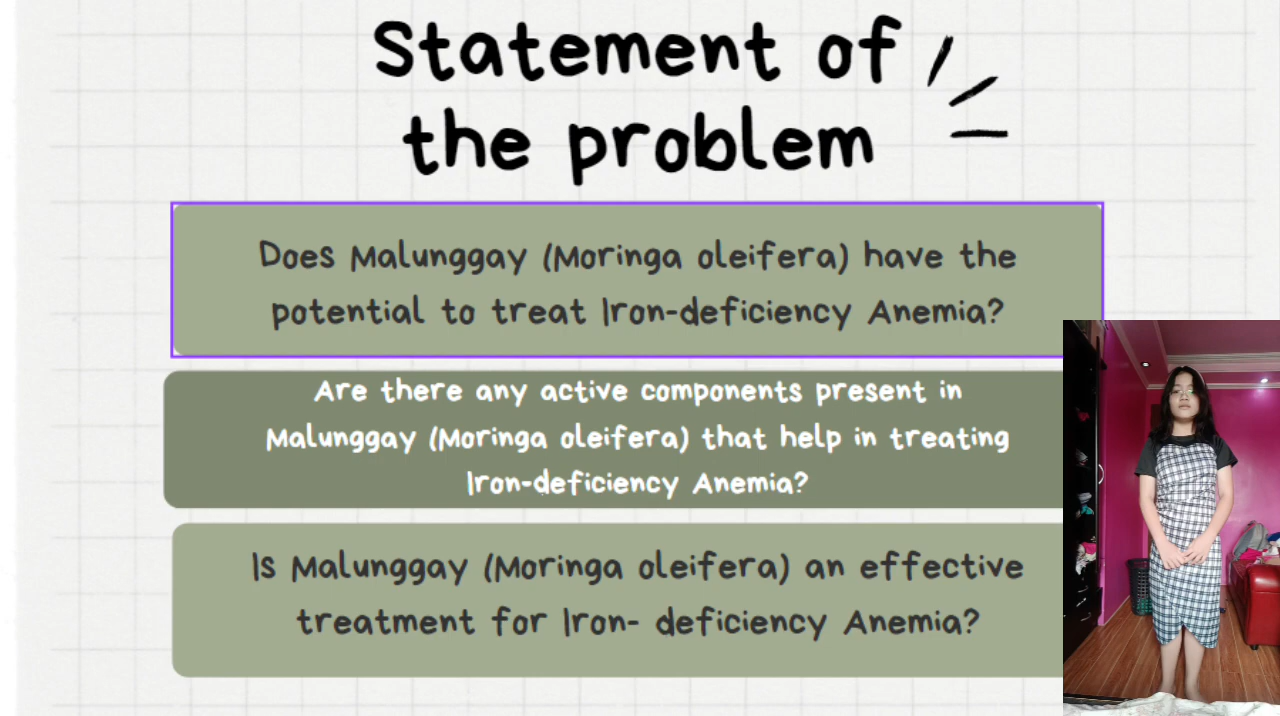 Statement of
the problem
Does Malunggay (Moringa oleifera) have the
potential to treat Iron-deficiency Anemia?
Are there any active components present in
Malunggay (Moringa oleifera) that help in treating
Iron-deficiency Anemia?
Is Malunggay (Moringa oleifera) an effective
treatment for Iron- deficiency Anemia?